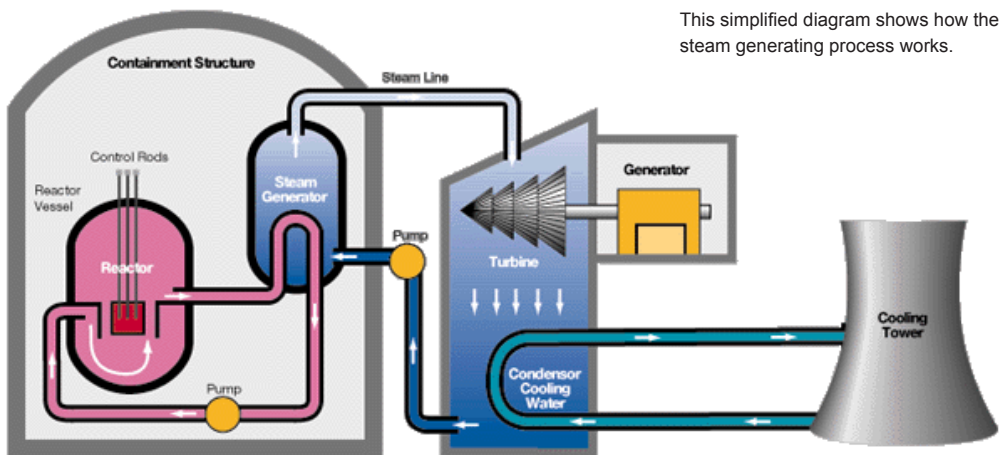 This simplified diagram shows how the
steam generating process works.
Containment Structure
Steam Line
Control Rods
Reactor
Vessel
Steam
Generator
Generator
Pump
Reactor
Turbine
Cooling
Tower
Condensor
Cooling
Water
Pump